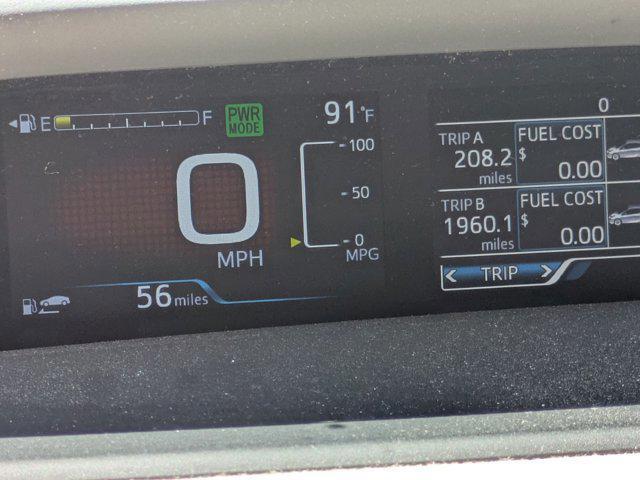 E F
PWR
MODE
91°F
100
50
0
MPG
0
MPH
56 miles
0
TRIP A
208.2
miles
FUEL COST
$
0.00
TRIP B
1960.1
miles
FUEL COST
$
0.00
< TRIP >